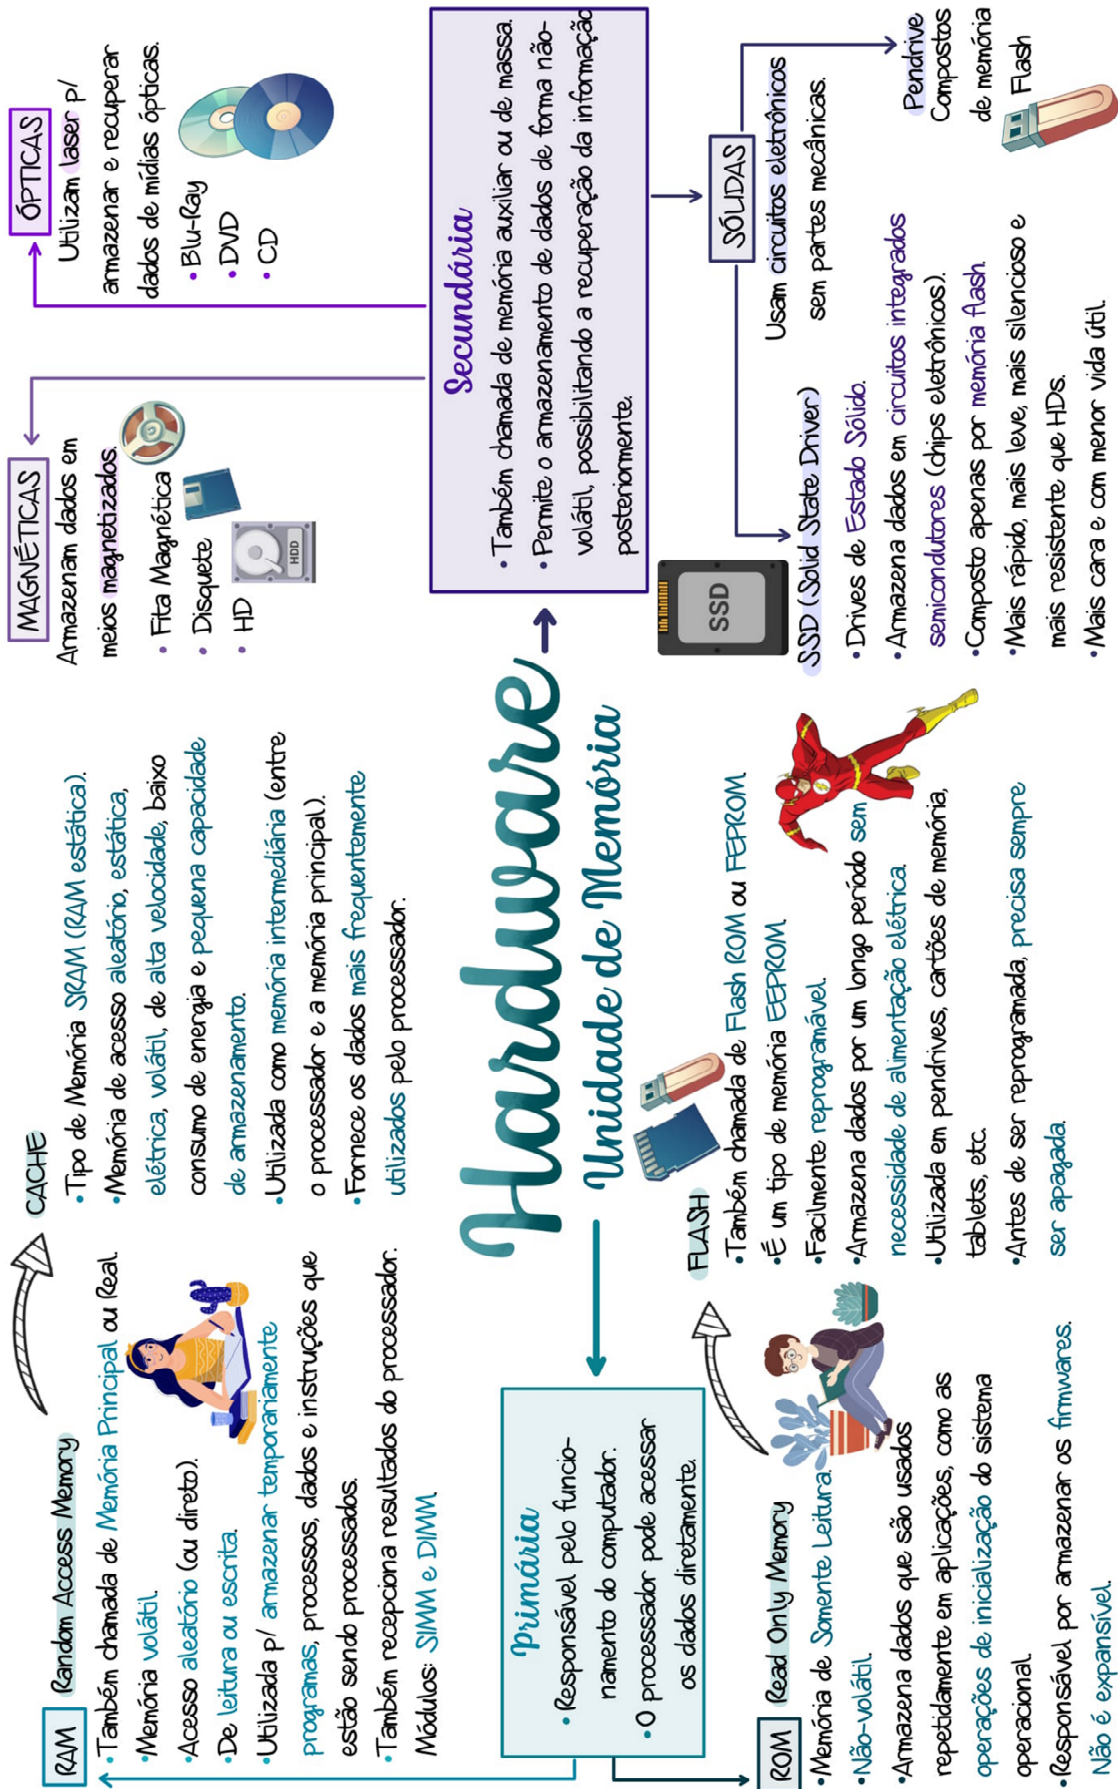 Hardware
Unidade de Memória
Primária
• Responsável pelo funcio-
namento do computador.
• O processador pode acessar
os dados diretamente.
RAM
Random Access Memory
• Também chamada de Memória Principal ou Real.
• Memória volátil.
• Acesso aleatório (ou direto).
• De leitura ou escrita.
• Utilizada p/ armazenar temporariamente
programas, processos, dados e instruções que
estão sendo processados.
• Também recepciona resultados do processador.
Módulos: SIMM e DIMM.
CACHE
• Tipo de Memória SRAM (RAM estática).
• Memória de acesso aleatório, estática,
elétrica, volátil, de alta velocidade, baixo
consumo de energia e pequena capacidade
de armazenamento.
• Utilizada como memória intermediária (entre
o processador e a memória principal).
• Fornece os dados mais frequentemente
utilizados pelo processador.
ROM
Read Only Memory
• Memória de Somente Leitura.
• Não-volátil.
• Armazena dados que são usados
repetidamente em aplicações, como as
operações de inicialização do sistema
operacional.
• Responsável por armazenar os firmwares.
Não é expansível.
FLASH
• Também chamada de Flash ROM ou FEPROM.
• É um tipo de memória EEPROM.
• Facilmente reprogramável.
• Armazena dados por um longo período sem
necessidade de alimentação elétrica.
• Utilizada em pendrives, cartões de memória,
tablets, etc.
• Antes de ser reprogramada, precisa sempre
ser apagada.
Secundária
• Também chamada de memória auxiliar ou de massa.
• Permite o armazenamento de dados de forma não-
volátil, possibilitando a recuperação da informação
posteriormente.
MAGNÉTICAS
Armazenam dados em
meios magnetizados.
• Fita Magnética
• Disquete
• HD
HDD
ÓPTICAS
Utilizam laser p/
armazenar e recuperar
dados de mídias ópticas.
• Blu-Ray
• DVD
• CD
SÓLIDAS
Usam circuitos eletrônicos
sem partes mecânicas.
SSD
SSD (Solid State Driver)
• Drives de Estado Sólido.
• Armazena dados em circuitos integrados
semicondutores (chips eletrônicos).
• Composto apenas por memória flash.
• Mais rápido, mais leve, mais silencioso e
mais resistente que HDs.
• Mais cara e com menor vida útil.
Pendrive
Compostos
de memória
Flash